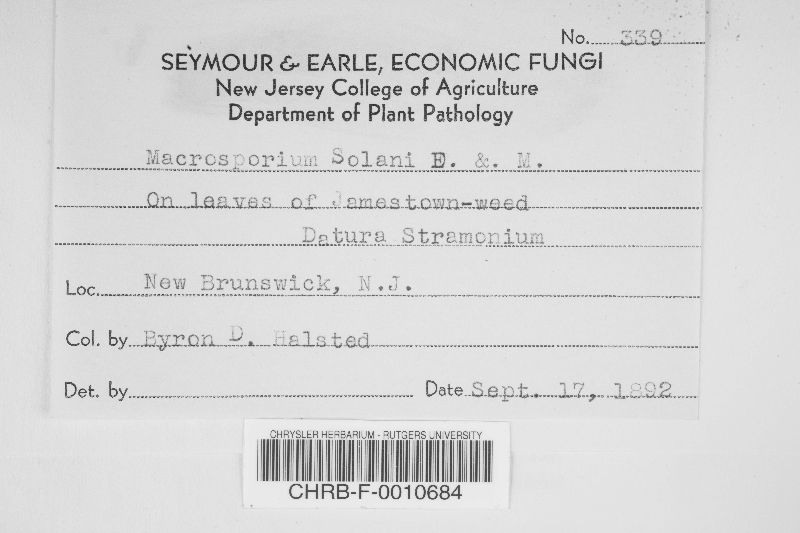 No. 339
SEYMOUR & EARLE, ECONOMIC FUNGI
New Jersey College of Agriculture
Department of Plant Pathology
Macrosporium Solani E. &. M.
On leaves of Jamestown-weed
Datura Stramonium
Loc. New Brunswick, N.J.
Col. by Byron D. Halsted
Det. by Date Sept. 17, 1892
CHRYSLER HERBARIUM - RUTGERS UNIVERSITY
CHRB-F-0010684